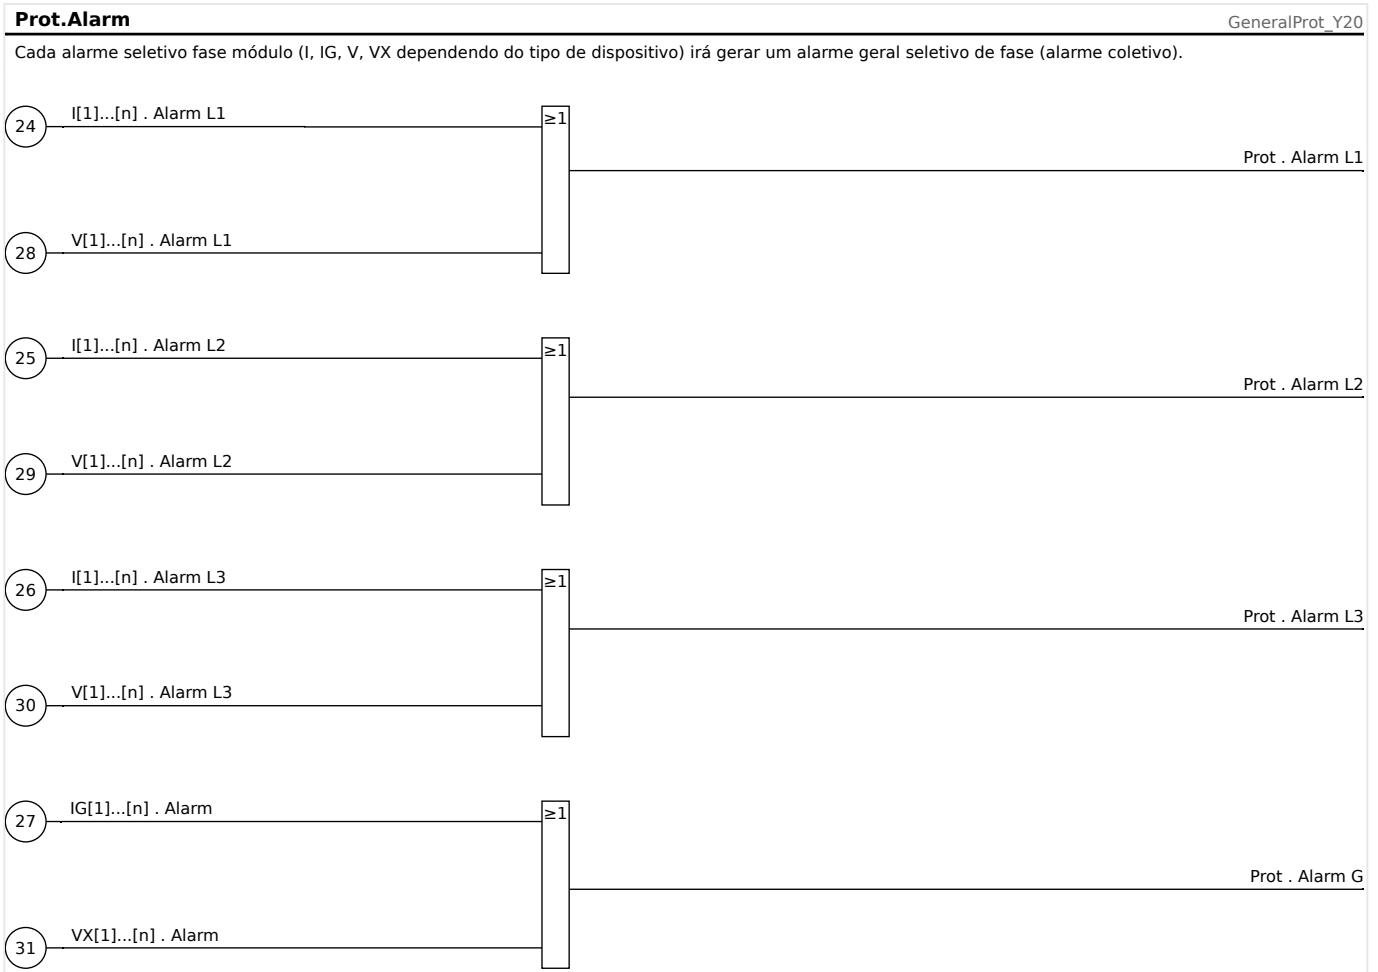 Prot.Alarm
GeneralProt_Y20
Cada alarme seletivo fase módulo (I, IG, V, VX dependendo do tipo de dispositivo) irá gerar um alarme geral seletivo de fase (alarme coletivo).
24
I[1]...[n] . Alarm L1
≥1
Prot . Alarm L1
28
V[1]...[n] . Alarm L1
25
I[1]...[n] . Alarm L2
≥1
Prot . Alarm L2
29
V[1]...[n] . Alarm L2
26
I[1]...[n] . Alarm L3
≥1
Prot . Alarm L3
30
V[1]...[n] . Alarm L3
27
IG[1]...[n] . Alarm
≥1
Prot . Alarm G
31
VX[1]...[n] . Alarm